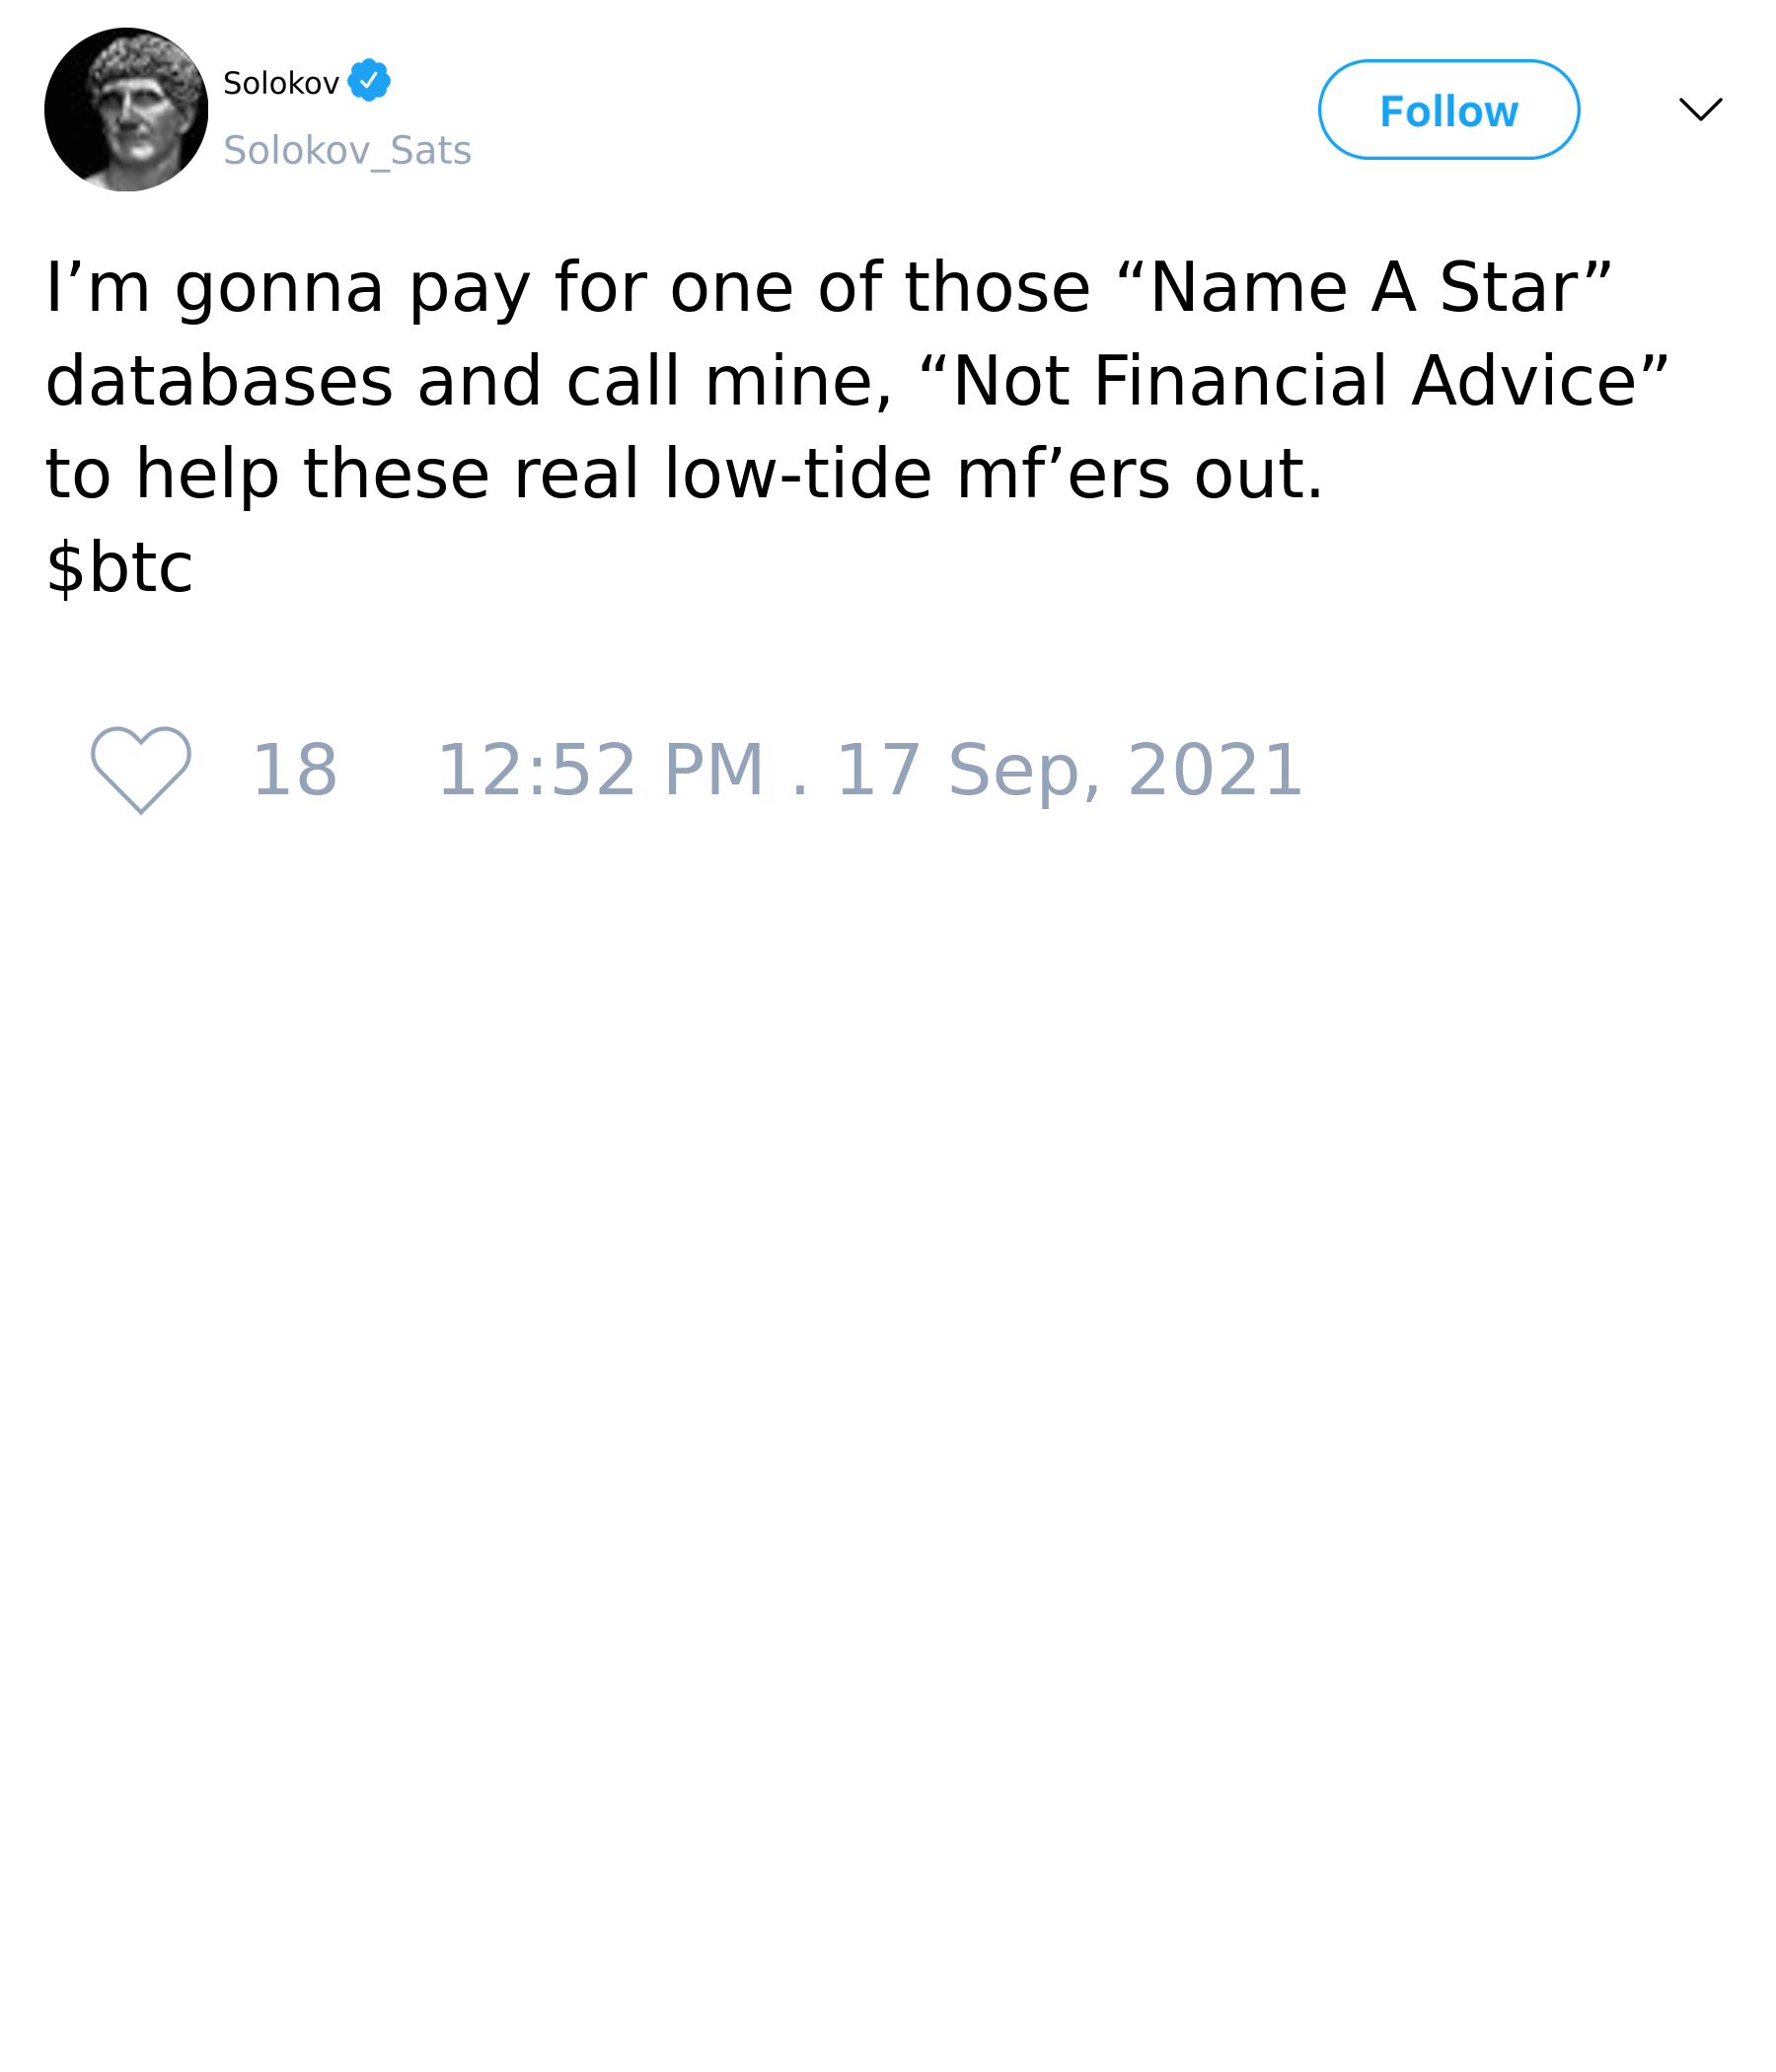 Solokov
Solokov_Sats
Follow
I’m gonna pay for one of those “Name A Star”
databases and call mine, “Not Financial Advice”
to help these real low-tide mf’ers out.
$btc
18 12:52 PM . 17 Sep, 2021